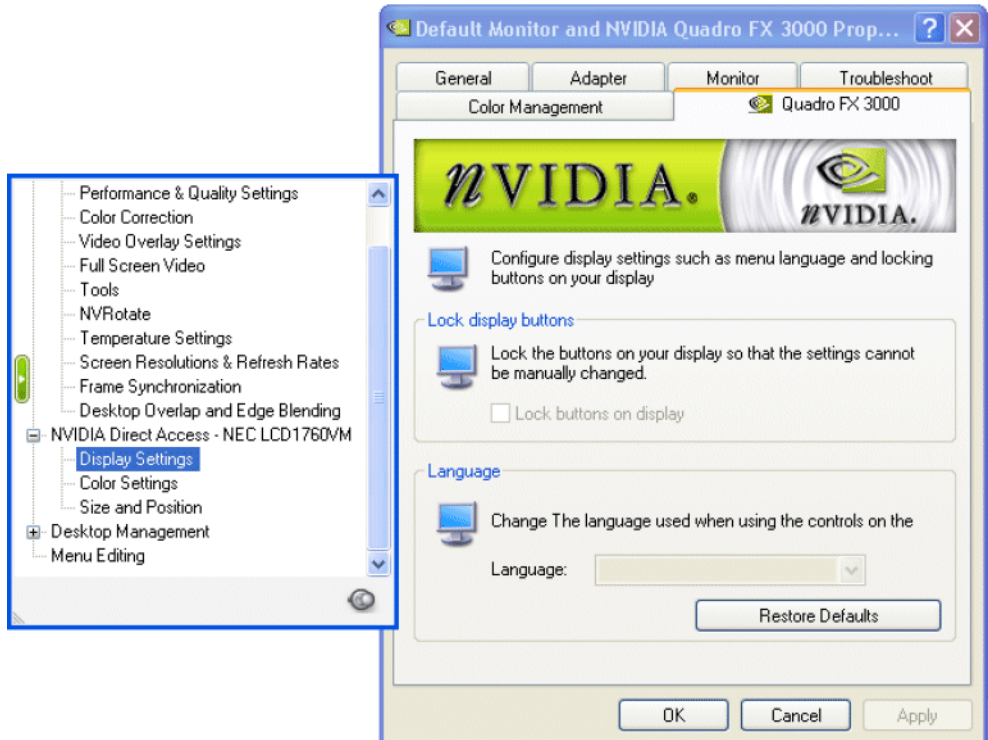 Default Monitor and NVIDIA Quadro FX 3000 Prop...
General
Adapter
Monitor
Troubleshoot
Color Management
Quadro FX 3000
nVIDIA.
nVIDIA.
Configure display settings such as menu language and locking
buttons on your display
Lock display buttons
Lock the buttons on your display so that the settings cannot
be manually changed.
Lock buttons on display
Language
Change The language used when using the controls on the
Language:
Restore Defaults
OK
Cancel
Apply
Performance & Quality Settings
Color Correction
Video Overlay Settings
Full Screen Video
Tools
NVRotate
Temperature Settings
Screen Resolutions & Refresh Rates
Frame Synchronization
Desktop Overlap and Edge Blending
NVIDIA Direct Access - NEC LCD1760VM
Display Settings
Color Settings
Size and Position
Desktop Management
Menu Editing